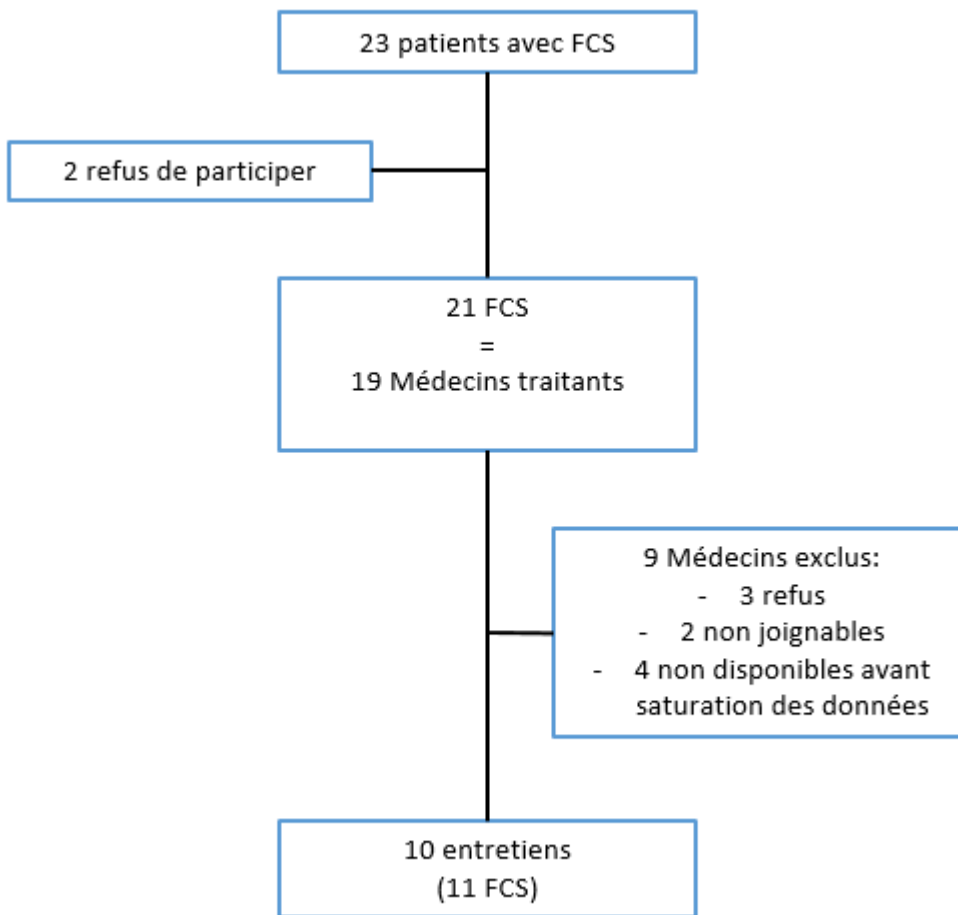 23 patients avec FCS
2 refus de participer
21 FCS
=
19 Médecins traitants
9 Médecins exclus:
- 3 refus
- 2 non joignables
- 4 non disponibles avant
saturation des données
10 entretiens
(11 FCS)